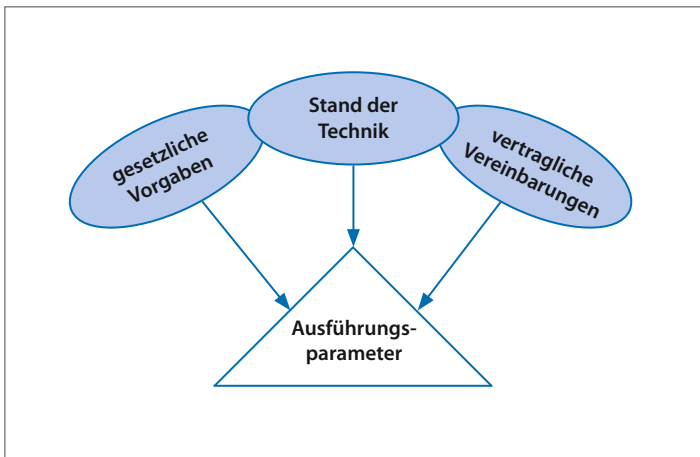 gesetzliche
Vorgaben
Stand der
Technik
vertragliche
Vereinbarungen
Ausführungs-
parameter